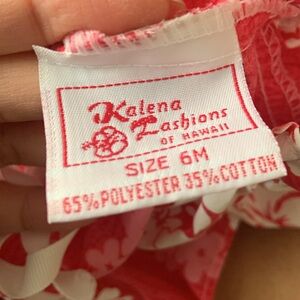 Kalena
Fashions
OF HAWAII
SIZE 6M
65% POLYESTER 35% COTTON